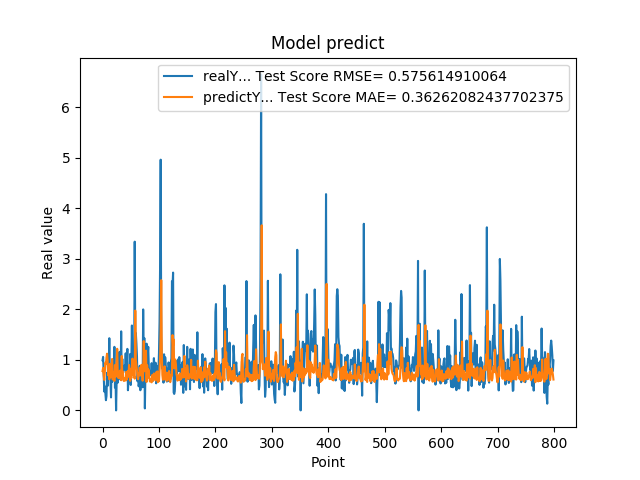 Model predict
realY... Test Score RMSE= 0.575614910064
predictY... Test Score MAE= 0.36262082437702375
Real value
6
5
4
3
2
1
0
0 100 200 300 400 500 600 700 800
Point